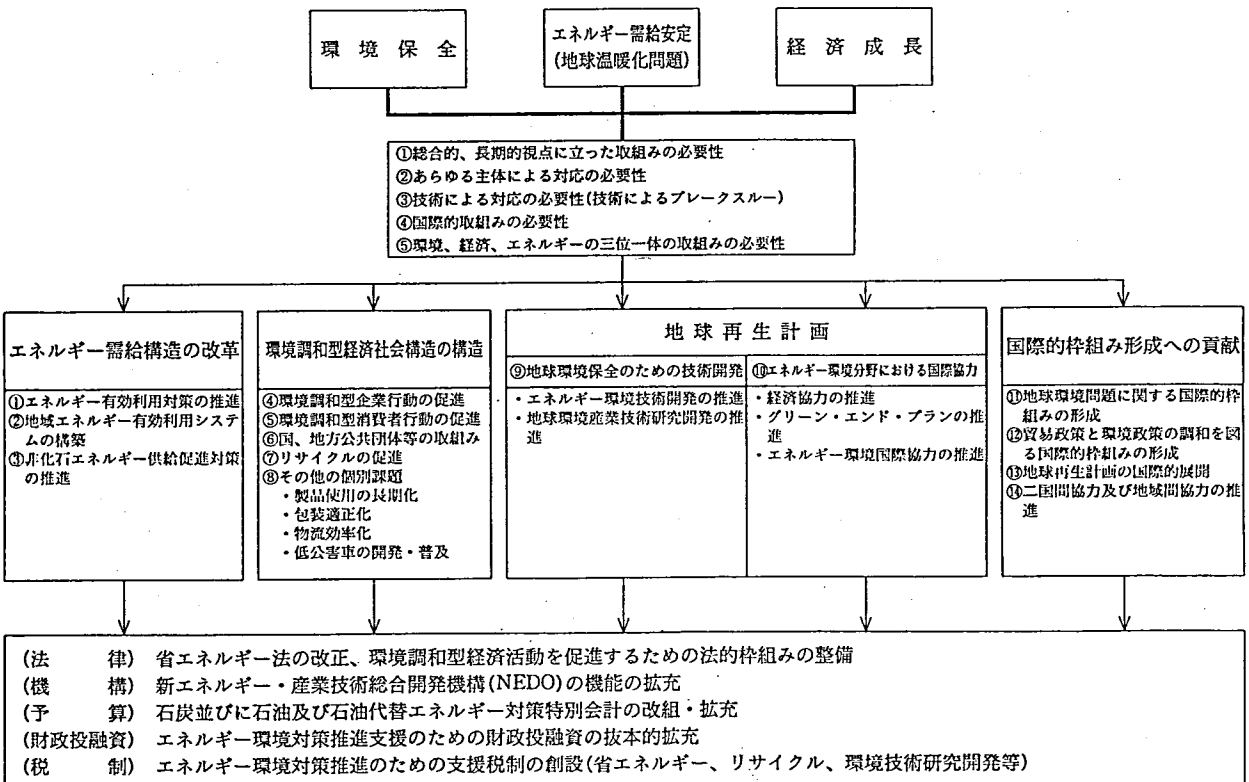 環境保全
エネルギー需給安定
(地球温暖化問題)
経済成長
①総合的、長期的視点に立った取組みの必要性
②あらゆる主体による対応の必要性
③技術による対応の必要性(技術によるブレークスルー)
④国際的取組みの必要性
⑤環境、経済、エネルギーの三位一体の取組みの必要性
エネルギー需給構造の改革
①エネルギー有効利用対策の推進
②地域エネルギー有効利用システ
ムの構築
③非化石エネルギー供給促進対策
の推進
環境調和型経済社会構造の構造
④環境調和型企業行動の促進
⑤環境調和型消費者行動の促進
⑥国、地方公共団体等の取組み
⑦リサイクルの促進
⑧その他の個別課題
・製品使用の長期化
・包装適正化
・物流効率化
・低公害車の開発・普及
地球再生計画
⑨地球環境保全のための技術開発
・エネルギー環境技術開発の推進
・地球環境産業技術研究開発の推
進
⑩エネルギー環境分野における国際協力
・経済協力の推進
・グリーン・エンド・プランの推
進
・エネルギー環境国際協力の推進
国際的枠組み形成への貢献
⑪地球環境問題に関する国際的枠
組みの形成
⑫貿易政策と環境政策の調和を図
る国際的枠組みの形成
⑬地球再生計画の国際的展開
⑭二国間協力及び地域間協力の推
進
(法律) 省エネルギー法の改正、環境調和型経済活動を促進するための法的枠組みの整備
(機構) 新エネルギー・産業技術総合開発機構(NEDO)の機能の拡充
(予算) 石炭並びに石油及び石油代替エネルギー対策特別会計の改組・拡充
(財政投融資) エネルギー環境対策推進支援のための財政投融資の抜本的拡充
(税制) エネルギー環境対策推進のための支援税制の創設(省エネルギー、リサイクル、環境技術研究開発等)